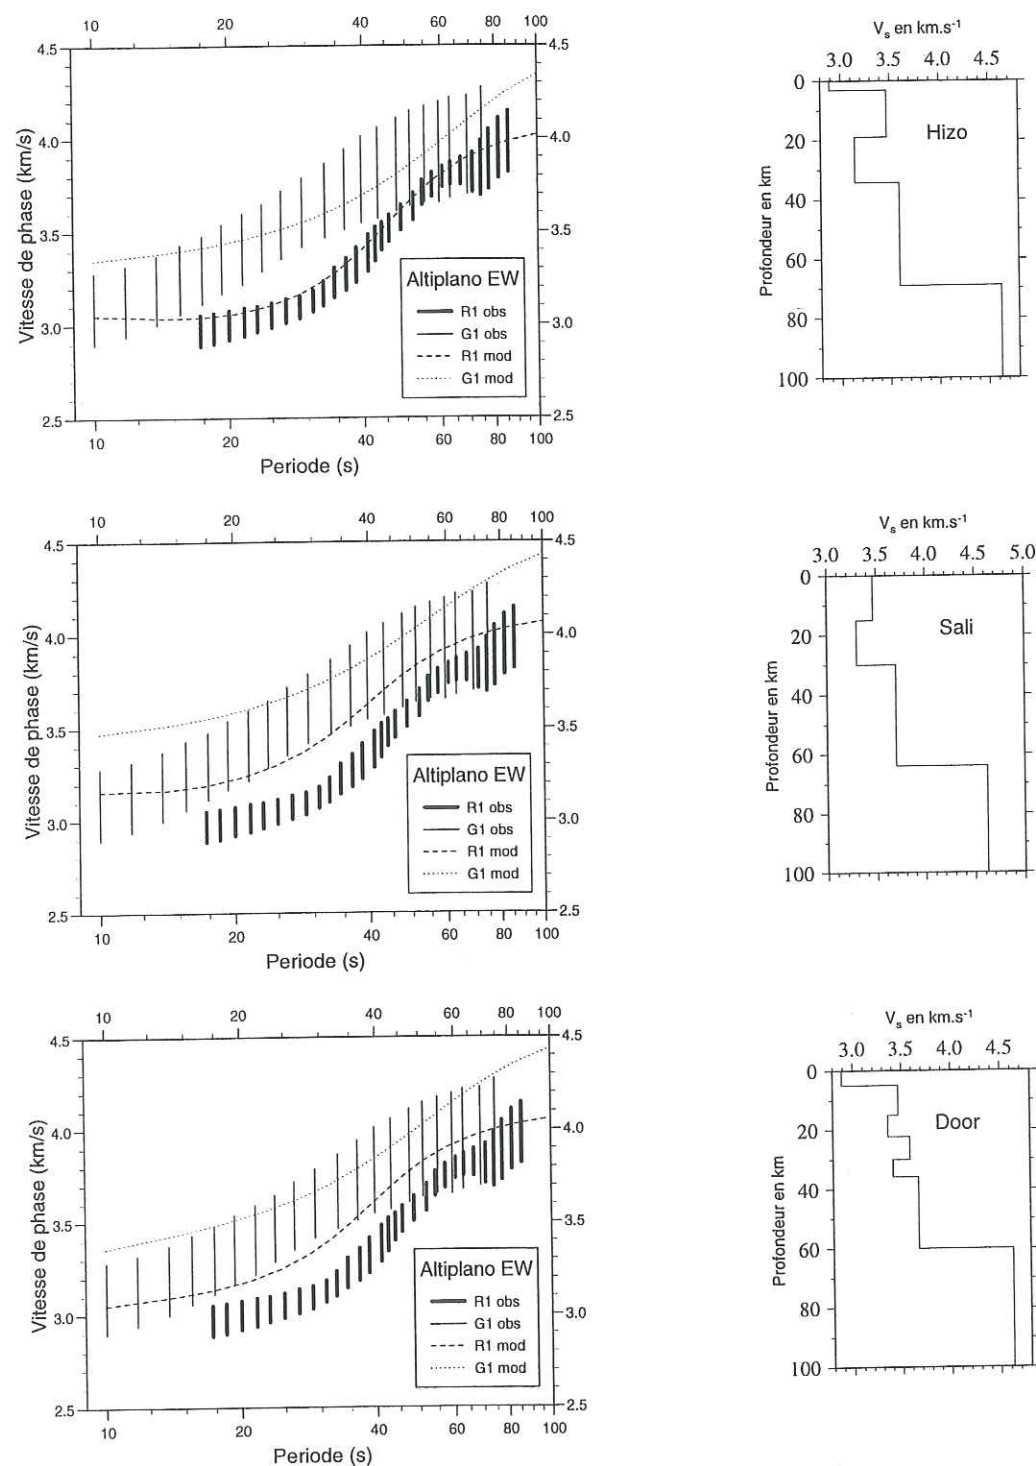 10 20 40 60 80 100
4.5 4.0 3.5 3.0 2.5
Vitesse de phase (km/s)
4.5 4.0 3.5 3.0 2.5
Altiplano EW
R1 obs
G1 obs
R1 mod
G1 mod
10 20 40 60 80 100
Periode (s)
Vs en km.s-1
3.0 3.5 4.0 4.5
0 20 40 60 80 100
Profondeur en km
Hizo
10 20 40 60 80 100
4.5 4.0 3.5 3.0 2.5
Vitesse de phase (km/s)
4.5 4.0 3.5 3.0 2.5
Altiplano EW
R1 obs
G1 obs
R1 mod
G1 mod
10 20 40 60 80 100
Periode (s)
Vs en km.s-1
3.0 3.5 4.0 4.5 5.0
0 20 40 60 80 100
Profondeur en km
Sali
10 20 40 60 80 100
4.5 4.0 3.5 3.0 2.5
Vitesse de phase (km/s)
4.5 4.0 3.5 3.0 2.5
Altiplano EW
R1 obs
G1 obs
R1 mod
G1 mod
10 20 40 60 80 100
Periode (s)
Vs en km.s-1
3.0 3.5 4.0 4.5
0 20 40 60 80 100
Profondeur en km
Door